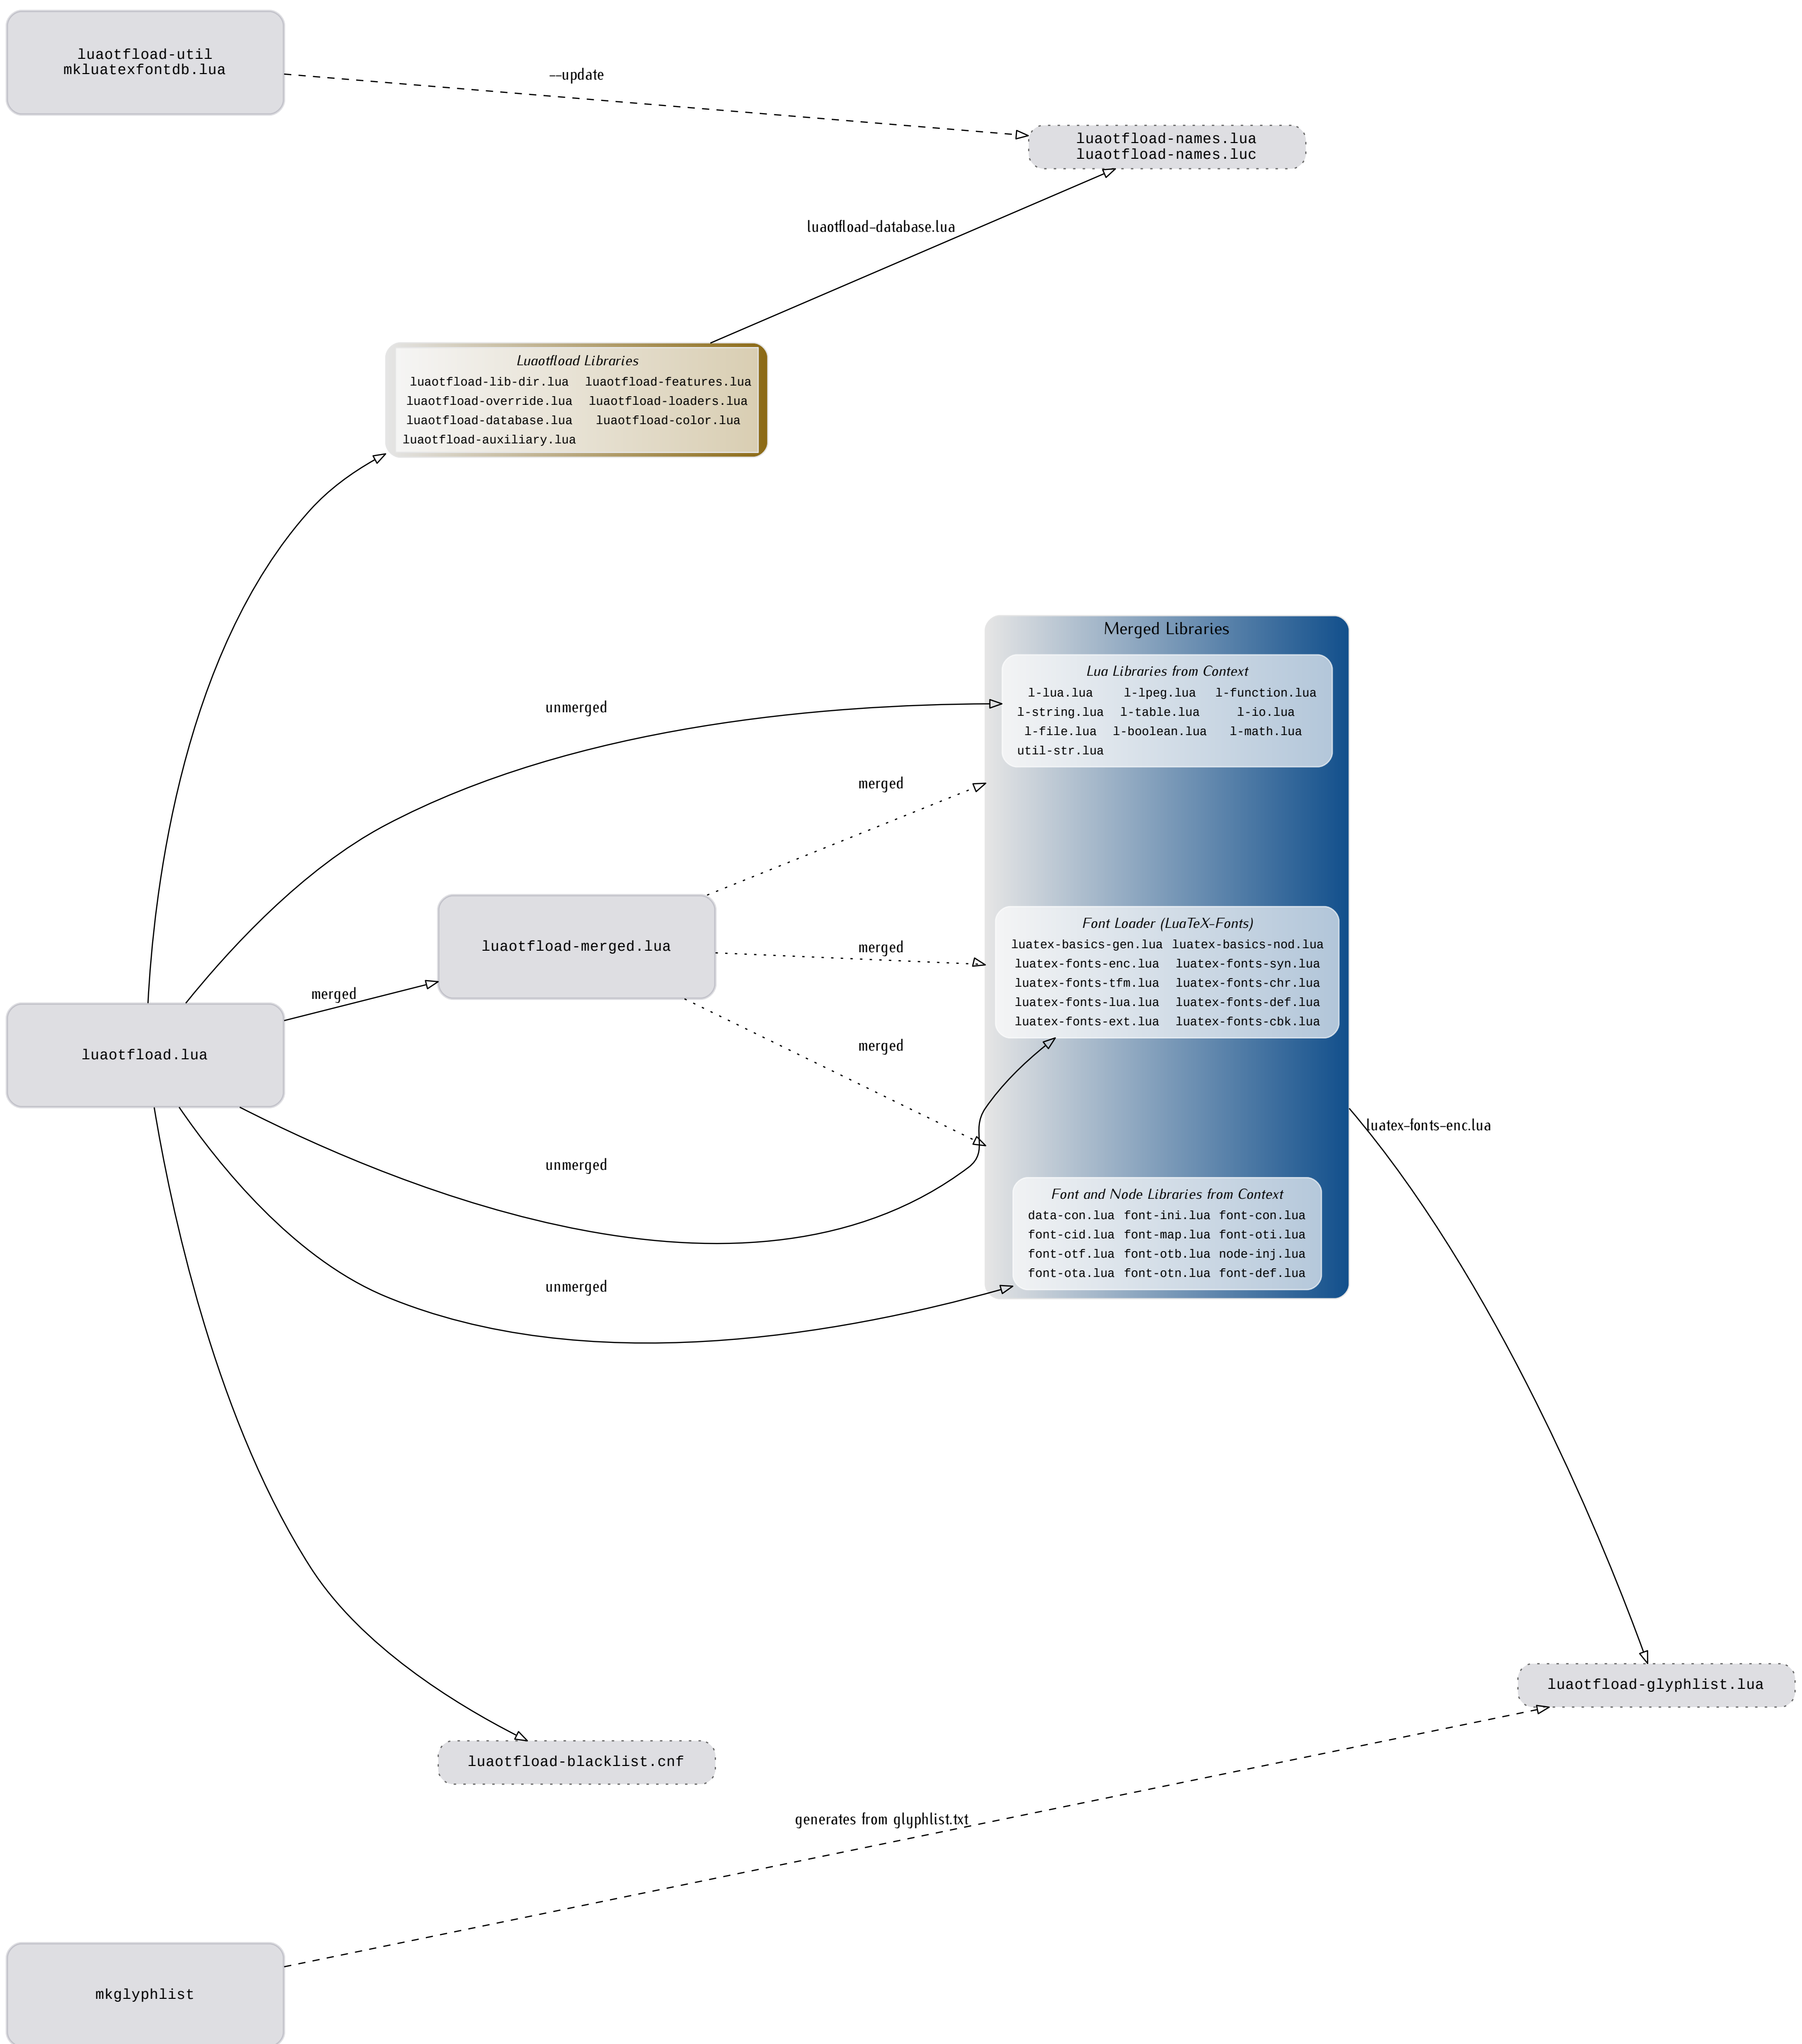 luaotfload-util
mkluatexfontdb.lua
--update
luaotfload-names.lua
luaotfload-names.luc
luaotfload-database.lua
Luaotfload Libraries
luaotfload-lib-dir.lua luaotfload-features.lua
luaotfload-override.lua luaotfload-loaders.lua
luaotfload-database.lua luaotfload-color.lua
luaotfload-auxiliary.lua
Merged Libraries
Lua Libraries from Context
l-lua.lua l-lpeg.lua l-function.lua
l-string.lua l-table.lua l-io.lua
l-file.lua l-boolean.lua l-math.lua
util-str.lua
unmerged
merged
Font Loader (LuaTeX-Fonts)
luatex-basics-gen.lua luatex-basics-nod.lua
luatex-fonts-enc.lua luatex-fonts-syn.lua
luatex-fonts-tfm.lua luatex-fonts-chr.lua
luatex-fonts-lua.lua luatex-fonts-def.lua
luatex-fonts-ext.lua luatex-fonts-cbk.lua
luaotfload-merged.lua
merged
merged
merged
luaotfload.lua
luatex-fonts-enc.lua
unmerged
Font and Node Libraries from Context
data-con.lua font-ini.lua font-con.lua
font-cid.lua font-map.lua font-oti.lua
font-otf.lua font-otb.lua node-inj.lua
font-ota.lua font-otn.lua font-def.lua
unmerged
luaotfload-glyphlist.lua
luaotfload-blacklist.cnf
generates from glyphlist.txt
mkglyphlist